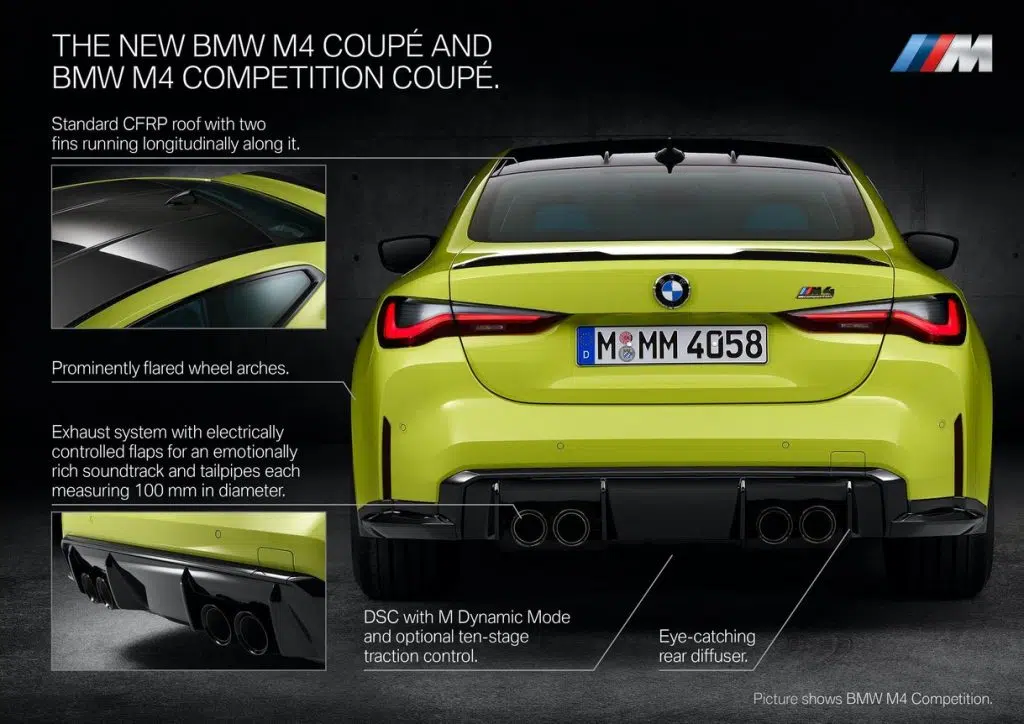 THE NEW BMW M4 COUPÉ AND
BMW M4 COMPETITION COUPÉ.
M
Standard CFRP roof with two
fins running longitudinally along it.
Prominently flared wheel arches.
Exhaust system with electrically
controlled flaps for an emotionally
rich soundtrack and tailpipes each
measuring 100 mm in diameter.
M4
D
M MM 4058
DSC with M Dynamic Mode
and optional ten-stage
traction control.
Eye-catching
rear diffuser.
Picture shows BMW M4 Competition.